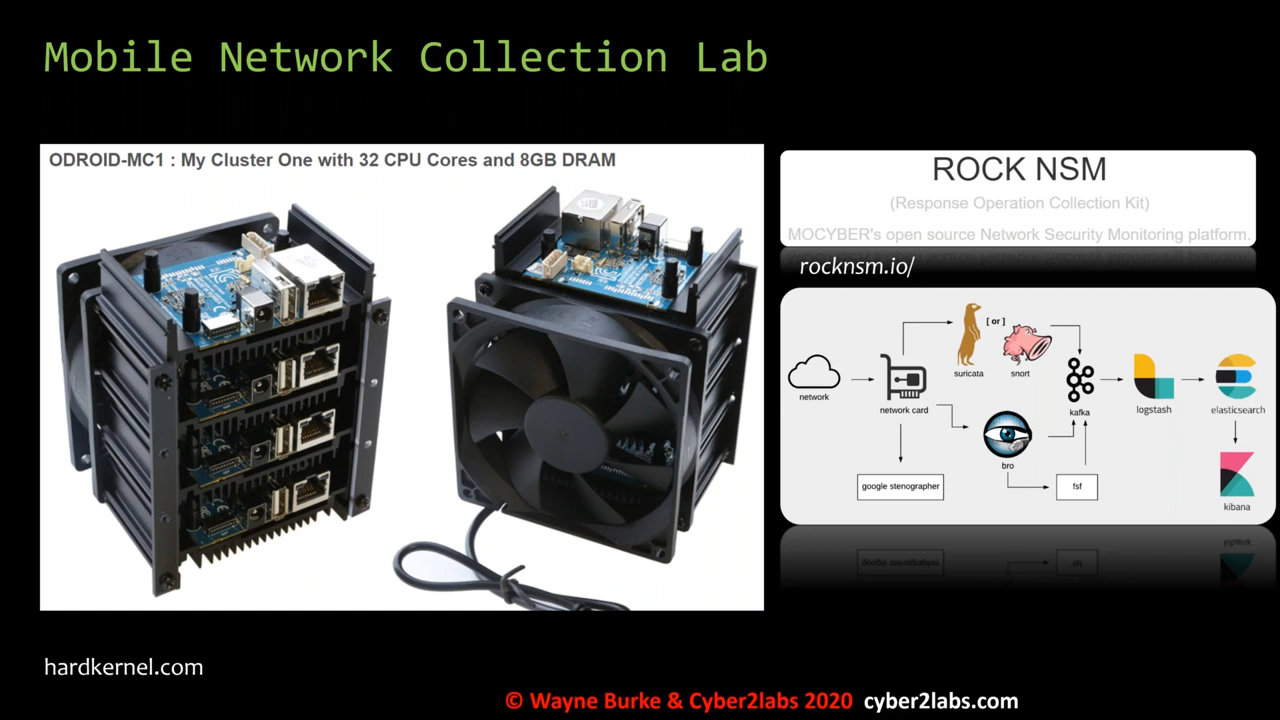 Mobile Network Collection Lab
ODROID-MC1 : My Cluster One with 32 CPU Cores and 8GB DRAM
ROCK NSM
(Response Operation Collection Kit)
MOCYBER's open source Network Security Monitoring platform.
rocknsm.io/
network
network card
suricata
[ or ]
snort
kafka
logstash
elasticsearch
bro
google stenographer
fsf
kibana
hardkernel.com
© Wayne Burke & Cyber2labs 2020 cyber2labs.com